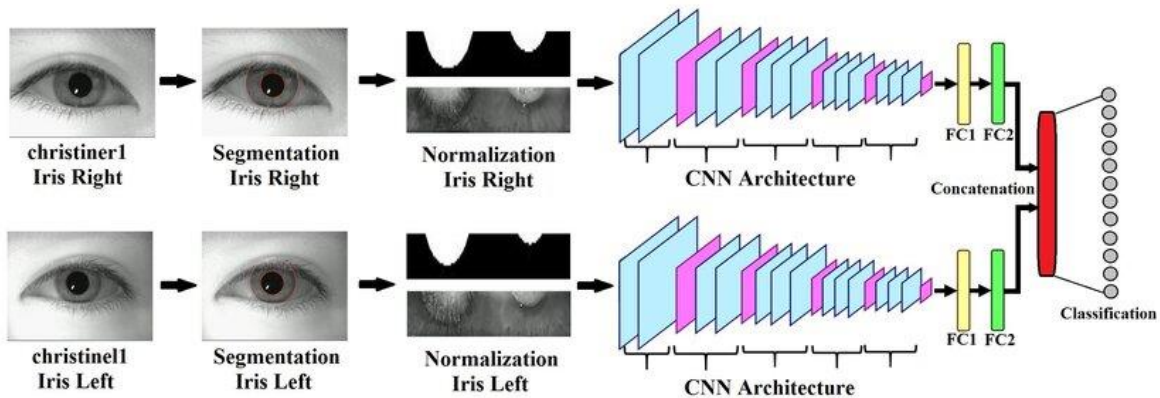 christiner1
Iris Right
Segmentation
Iris Right
Normalization
Iris Right
CNN Architecture
FC1 FC2
Concatenation
christinel1
Iris Left
Segmentation
Iris Left
Normalization
Iris Left
CNN Architecture
FC1 FC2
Classification